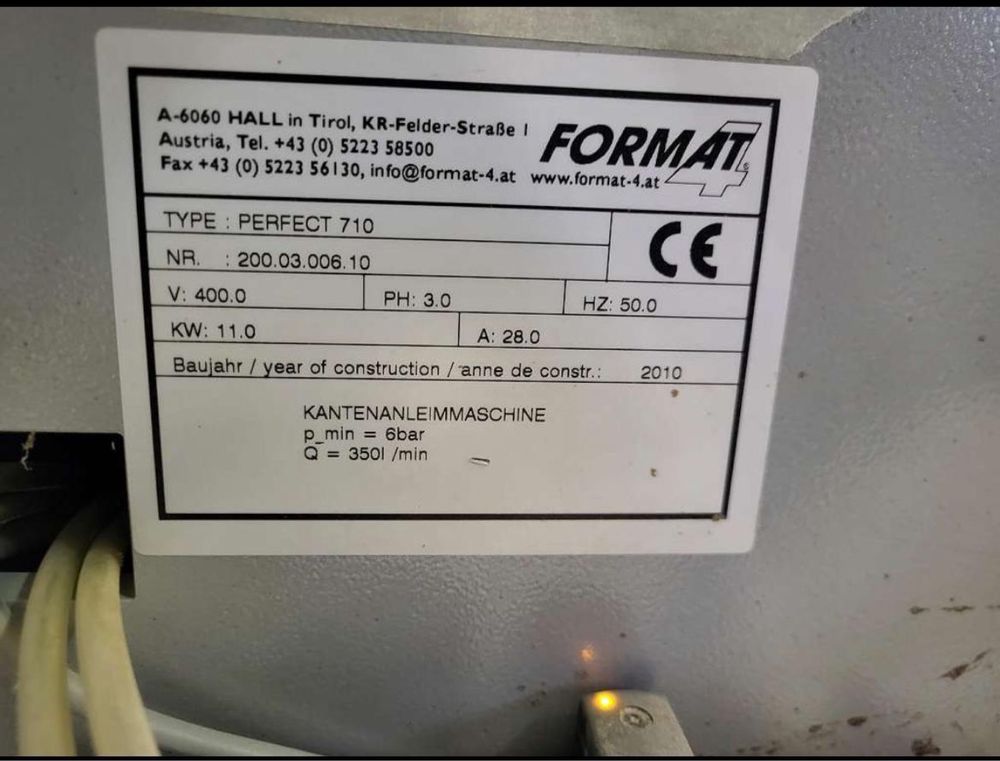 A-6060 HALL in Tirol, KR-Felder-Straße 1
Austria, Tel. +43 (0) 5223 58500
Fax +43 (0) 5223 56130, info@format-4.at www.format-4.at
FORMAT 4
TYPE : PERFECT 710
NR. : 200.03.006.10
CE
V: 400.0 PH: 3.0 HZ: 50.0
KW: 11.0 A: 28.0
Baujahr / year of construction / anne de constr.: 2010
KANTENANLEIMMASCHINE
p_min = 6bar
Q = 350l /min